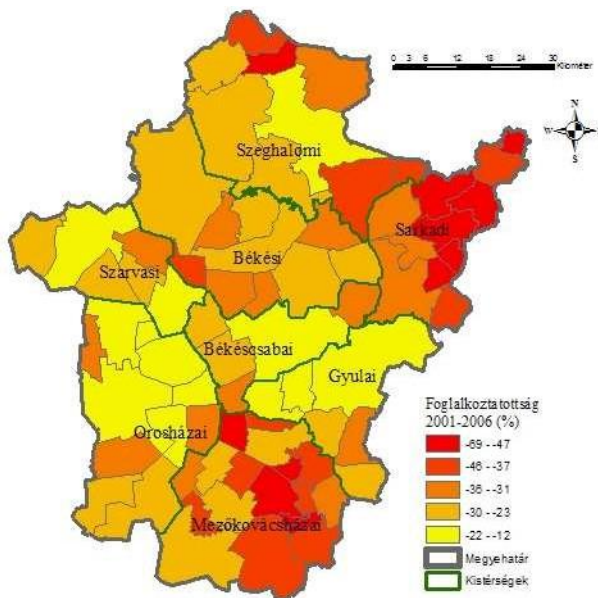 0 3 6 12 18 24 30
Kilométer
N
W
S
Szeghalomi
Sarkadi
Szarvasi
Békési
Békéscsabai
Gyulai
Orosházai
Mezőkovácsházai
Foglalkoztatottság
2001-2006 (%)
-69 - -47
-46 - -37
-36 - -31
-30 - -23
-22 - -12
Megyehatár
Kistérségek